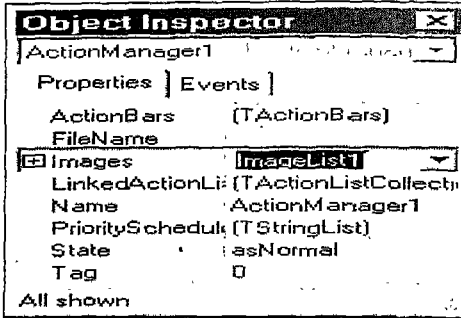 Object Inspector
ActionManager1
Properties Events
ActionBars (TActionBars)
FileName
Images ImageList1
LinkedActionLi (TActionListCollecti
Name ActionManager1
PrioritySchedul (TStringList)
State asNormal
Tag 0
All shown